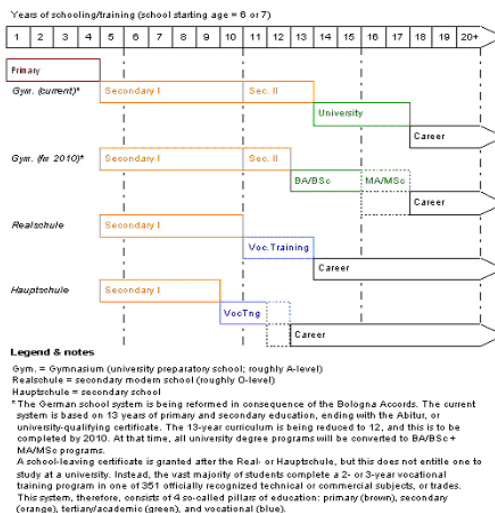 Years of schooling/training (school starting age = 6 or 7)
1 2 3 4 5 6 7 8 9 10 11 12 13 14 15 16 17 18 19 20+
Primary
Gym. (current)* Secondary I Sec. II
University
Career
Gym. (fm 2010)* Secondary I Sec. II
BA/BSc MA/MSc
Career
Realschule Secondary I
Voc.Training
Career
Hauptschule Secondary I
VocTng
Career
Legend & notes
Gym. = Gymnasium (university preparatory school; roughly A-level)
Realschule = secondary modern school (roughly O-level)
Hauptschule = secondary school
* The German school system is being reformed in consequence of the Bologna Accords. The current
system is based on 13 years of primary and secondary education, ending with the Abitur, or
university-qualifying certificate. The 13-year curriculum is being reduced to 12, and this is to be
completed by 2010. At that time, all university degree programs will be converted to BA/BSc +
MA/MSc programs.
A school-leaving certificate is granted after the Real- or Hauptschule, but this does not entitle one to
study at a university. Instead, the vast majority of students complete a 2- or 3-year vocational
training program in one of 351 officially recognized technical or commercial subjects, or trades.
This system, therefore, consists of 4 so-called pillars of education: primary (brown), secondary
(orange), tertiary/academic (green), and vocational (blue).